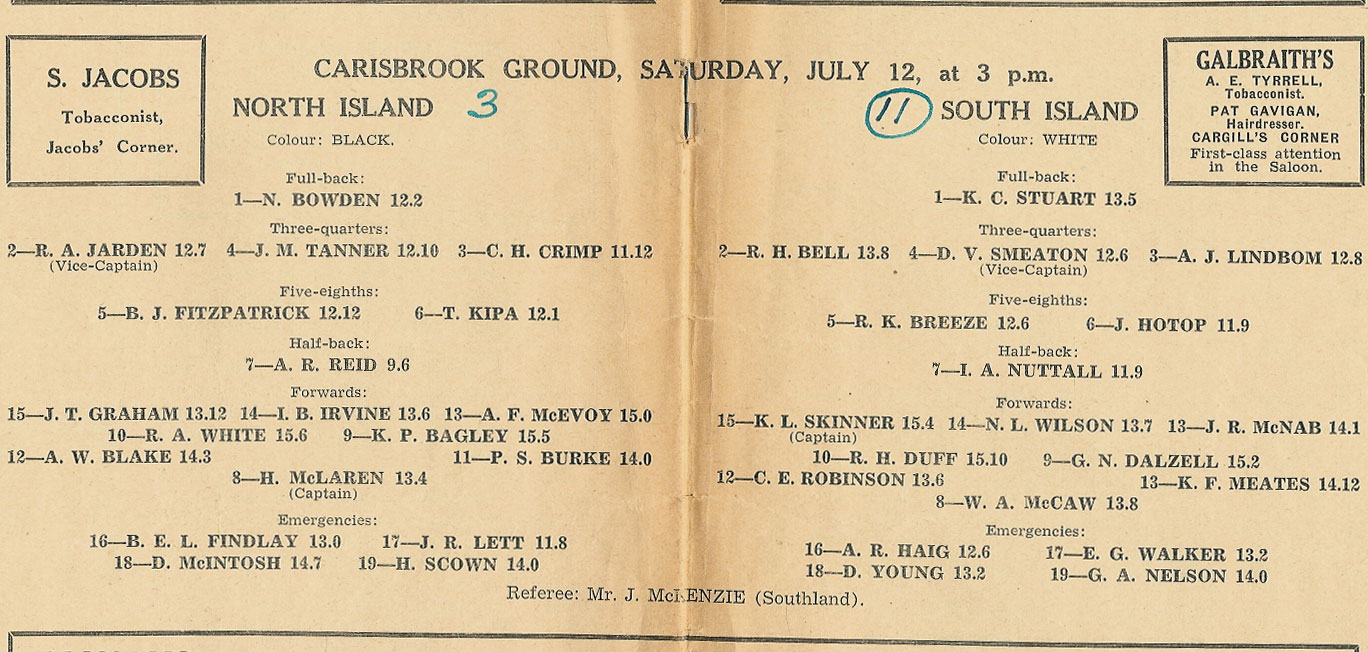 S. JACOBS
Tobacconist,
Jacobs' Corner.
CARISBROOK GROUND, SATURDAY, JULY 12, at 3 p.m.
GALBRAITH'S
A. E. TYRRELL,
Tobacconist.
PAT GAVIGAN,
Hairdresser.
CARGILL'S CORNER
First-class attention
in the Saloon.
NORTH ISLAND 3
Colour: BLACK.
Full-back:
1—N. BOWDEN 12.2
Three-quarters:
2—R. A. JARDEN 12.7 4—J. M. TANNER 12.10 3—C. H. CRIMP 11.12
(Vice-Captain)
Five-eighths:
5—B. J. FITZPATRICK 12.12 6—T. KIPA 12.1
Half-back:
7—A. R. REID 9.6
Forwards:
15—J. T. GRAHAM 13.12 14—I. B. IRVINE 13.6 13—A. F. McEVOY 15.0
10—R. A. WHITE 15.6 9—K. P. BAGLEY 15.5
12—A. W. BLAKE 14.3 11—P. S. BURKE 14.0
8—H. McLAREN 13.4
(Captain)
Emergencies:
16—B. E. L. FINDLAY 13.0 17—J. R. LETT 11.8
18—D. McINTOSH 14.7 19—H. SCOWN 14.0
11 SOUTH ISLAND
Colour: WHITE
Full-back:
1—K. C. STUART 13.5
Three-quarters:
2—R. H. BELL 13.8 4—D. V. SMEATON 12.6 3—A. J. LINDBOM 12.8
(Vice-Captain)
Five-eighths:
5—R. K. BREEZE 12.6 6—J. HOTOP 11.9
Half-back:
7—I. A. NUTTALL 11.9
Forwards:
15—K. L. SKINNER 15.4 14—N. L. WILSON 13.7 13—J. R. McNAB 14.1
(Captain)
10—R. H. DUFF 15.10 9—G. N. DALZELL 15.2
12—C. E. ROBINSON 13.6 13—K. F. MEATES 14.12
8—W. A. McCAW 13.8
Emergencies:
16—A. R. HAIG 12.6 17—E. G. WALKER 13.2
18—D. YOUNG 13.2 19—G. A. NELSON 14.0
Referee: Mr. J. McKENZIE (Southland).